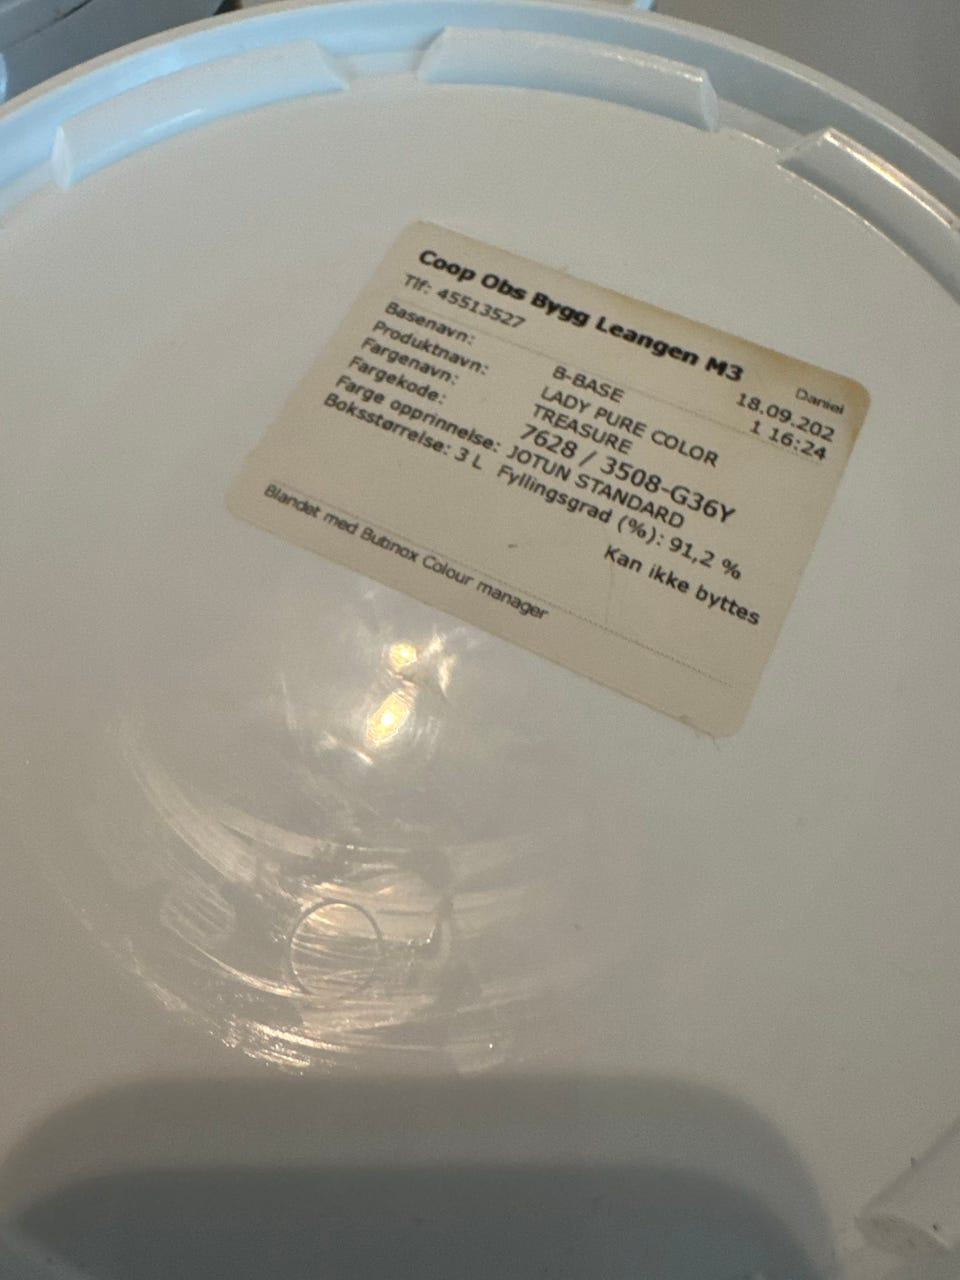 Coop Obs Bygg Leangen M3
Tlf: 45513527
Daniel
18.09.202
1 16:24
Basenavn: B-BASE
Produktnavn: LADY PURE COLOR
Fargenavn: TREASURE
Fargekode: 7628 / 3508-G36Y
Farge opprinnelse: JOTUN STANDARD
Boksstørrelse: 3 L Fyllingsgrad (%): 91,2 %
Kan ikke byttes
Blandet med Butinox Colour manager